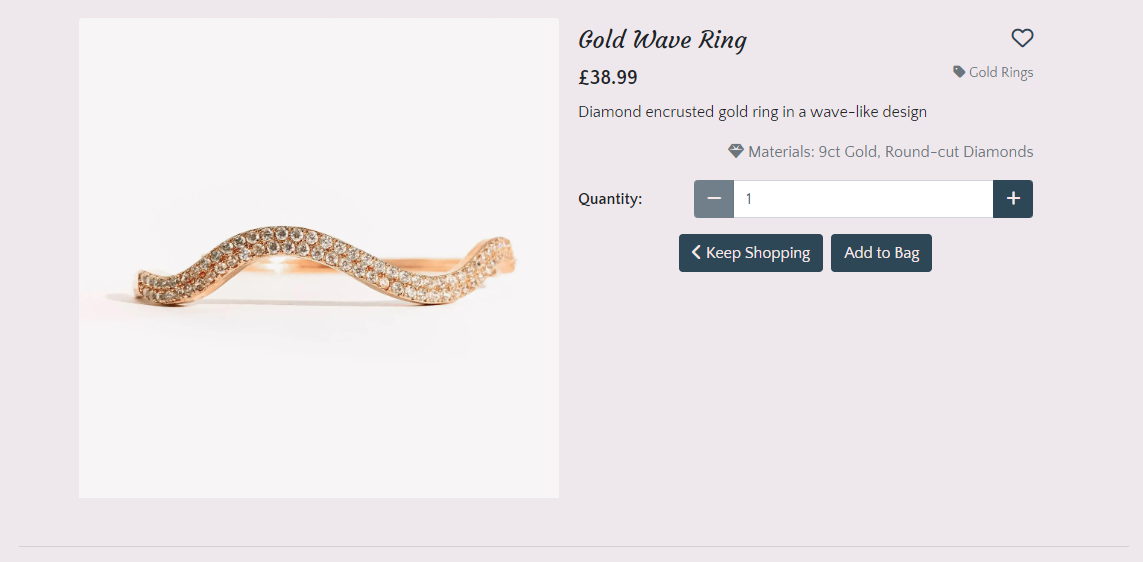 Gold Wave Ring
£38.99
Gold Rings
Diamond encrusted gold ring in a wave-like design
Materials: 9ct Gold, Round-cut Diamonds
Quantity:
1
Keep Shopping
Add to Bag